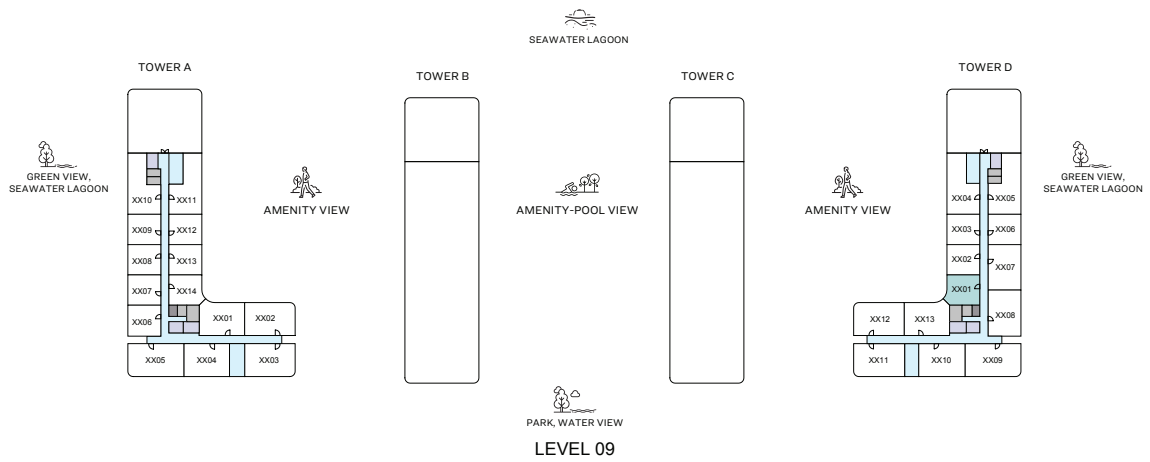 SEAWATER LAGOON
TOWER A
TOWER B
TOWER C
TOWER D
GREEN VIEW,
SEAWATER LAGOON
AMENITY VIEW
AMENITY-POOL VIEW
AMENITY VIEW
GREEN VIEW,
SEAWATER LAGOON
XX10 XX11
XX09 XX12
XX08 XX13
XX07 XX14
XX06 XX01 XX02
XX05 XX04 XX03
XX04 XX05
XX03 XX06
XX02 XX07
XX01
XX12 XX13 XX08
XX11 XX10 XX09
PARK, WATER VIEW
LEVEL 09